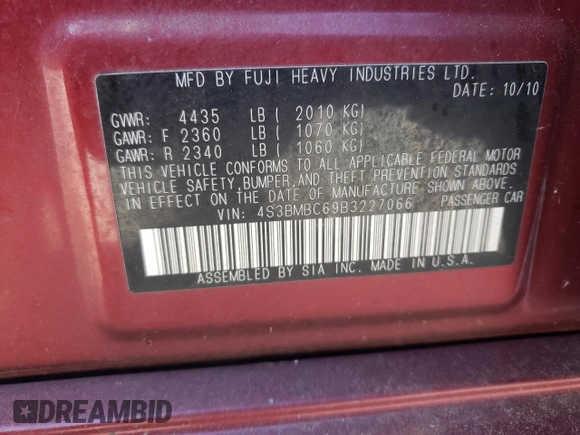 MFD BY FUJI HEAVY INDUSTRIES LTD.
DATE: 10/10
GVWR: 4435 LB ( 2010 KG)
GAWR: F 2360 LB ( 1070 KG)
GAWR: R 2340 LB ( 1060 KG)
THIS VEHICLE CONFORMS TO ALL APPLICABLE FEDERAL MOTOR
VEHICLE SAFETY,BUMPER,AND THEFT PREVENTION STANDARDS
IN EFFECT ON THE DATE OF MANUFACTURE SHOWN ABOVE.
VIN: 4S3BMBC69B3227066 PASSENGER CAR
ASSEMBLED BY SIA INC. MADE IN U.S.A.
DREAMBID